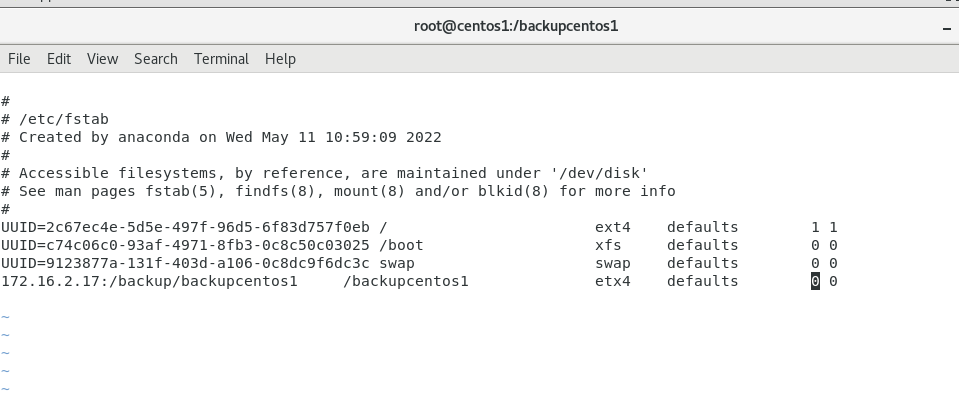 root@centos1:/backupcentos1
File Edit View Search Terminal Help
#
# /etc/fstab
# Created by anaconda on Wed May 11 10:59:09 2022
#
# Accessible filesystems, by reference, are maintained under '/dev/disk'
# See man pages fstab(5), findfs(8), mount(8) and/or blkid(8) for more info
#
UUID=2c67ec4e-5d5e-497f-96d5-6f83d757f0eb /                       ext4    defaults        1 1
UUID=c74c06c0-93af-4971-8fb3-0c8c50c03025 /boot                   xfs     defaults        0 0
UUID=9123877a-131f-403d-a106-0c8dc9f6dc3c swap                    swap    defaults        0 0
172.16.2.17:/backup/backupcentos1     /backupcentos1              etx4    defaults        0 0
~
~
~
~
~